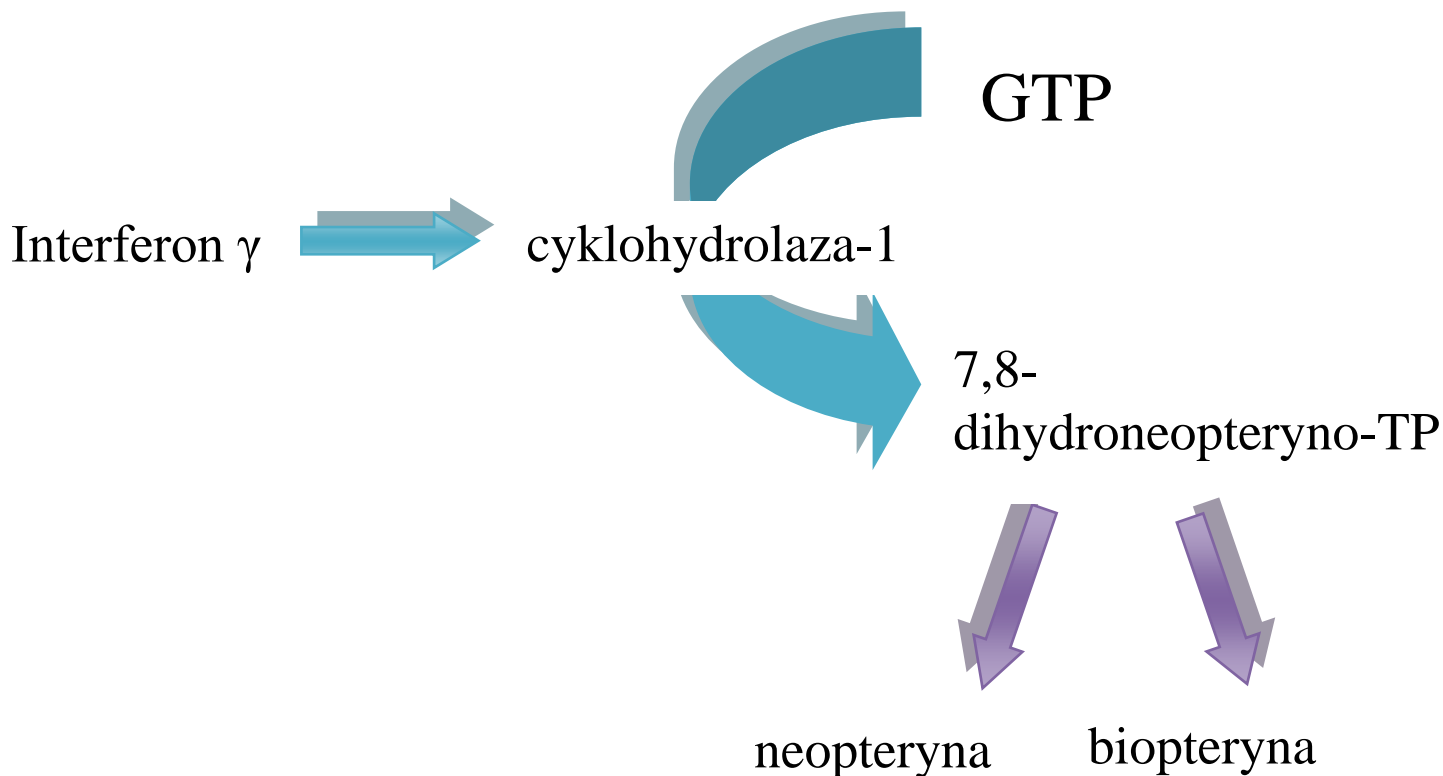 GTP
Interferon γ
cyklohydrolaza-1
7,8-
dihydroneopteryno-TP
neopteryna
biopteryna